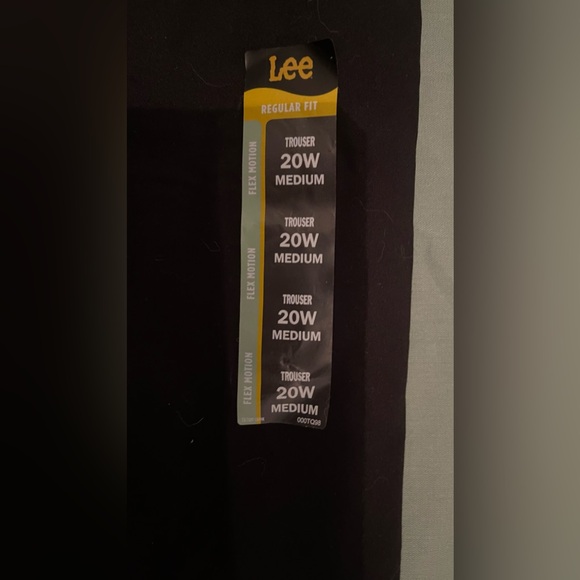 Lee
REGULAR FIT
FLEX MOTION
TROUSER
20W
MEDIUM
FLEX MOTION
TROUSER
20W
MEDIUM
TROUSER
20W
MEDIUM
FLEX MOTION
TROUSER
20W
MEDIUM
000TQ98